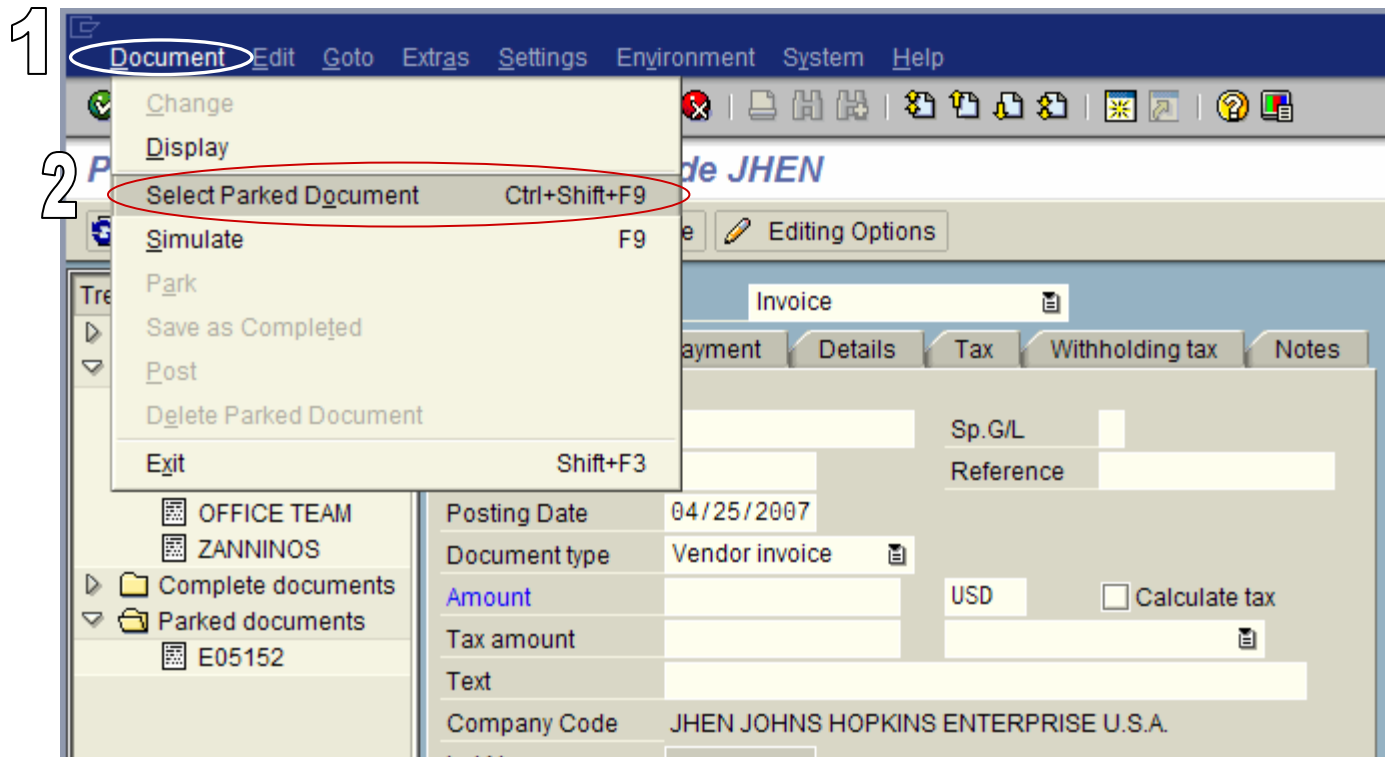 1
Document Edit Goto Extras Settings Environment System Help
Change
Display
de JHEN
2
Select Parked Document Ctrl+Shift+F9
Simulate F9
Editing Options
Park
Tre
Invoice
Save as Completed
ayment Details Tax Withholding tax Notes
Post
Delete Parked Document
Sp.G/L
Exit Shift+F3
Reference
OFFICE TEAM
Posting Date 04/25/2007
ZANNINOS
Document type Vendor invoice
Complete documents
Amount USD Calculate tax
Parked documents
Tax amount
E05152
Text
Company Code JHEN JOHNS HOPKINS ENTERPRISE U.S.A.